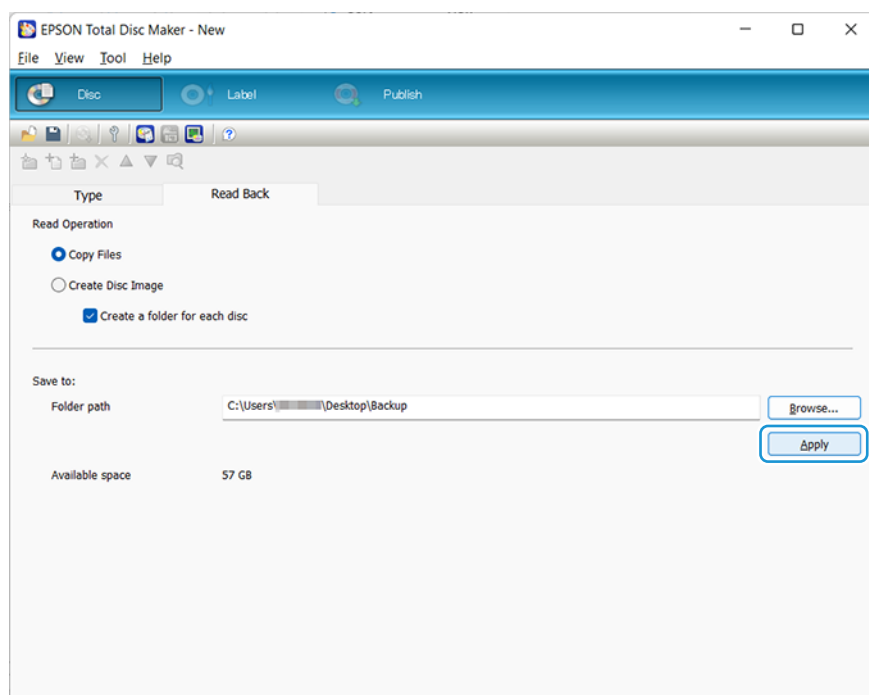 EPSON Total Disc Maker - New
File View Tool Help
Disc Label Publish
Type Read Back
Read Operation
Copy Files
Create Disc Image
Create a folder for each disc
Save to:
Folder path C:\Users\ \Desktop\Backup Browse...
Apply
Available space 57 GB